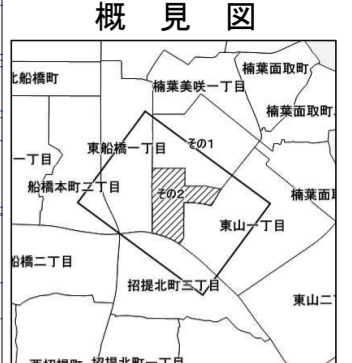 概見図
楠葉面取町
北船橋町
楠葉美咲一丁目
楠葉面取町
東船橋一丁目
その1
一丁目
船橋本町二丁目
その2
楠葉面
東山一丁目
船橋二丁目
招提北町三丁目
東山二
西招提町
招提北町一丁目